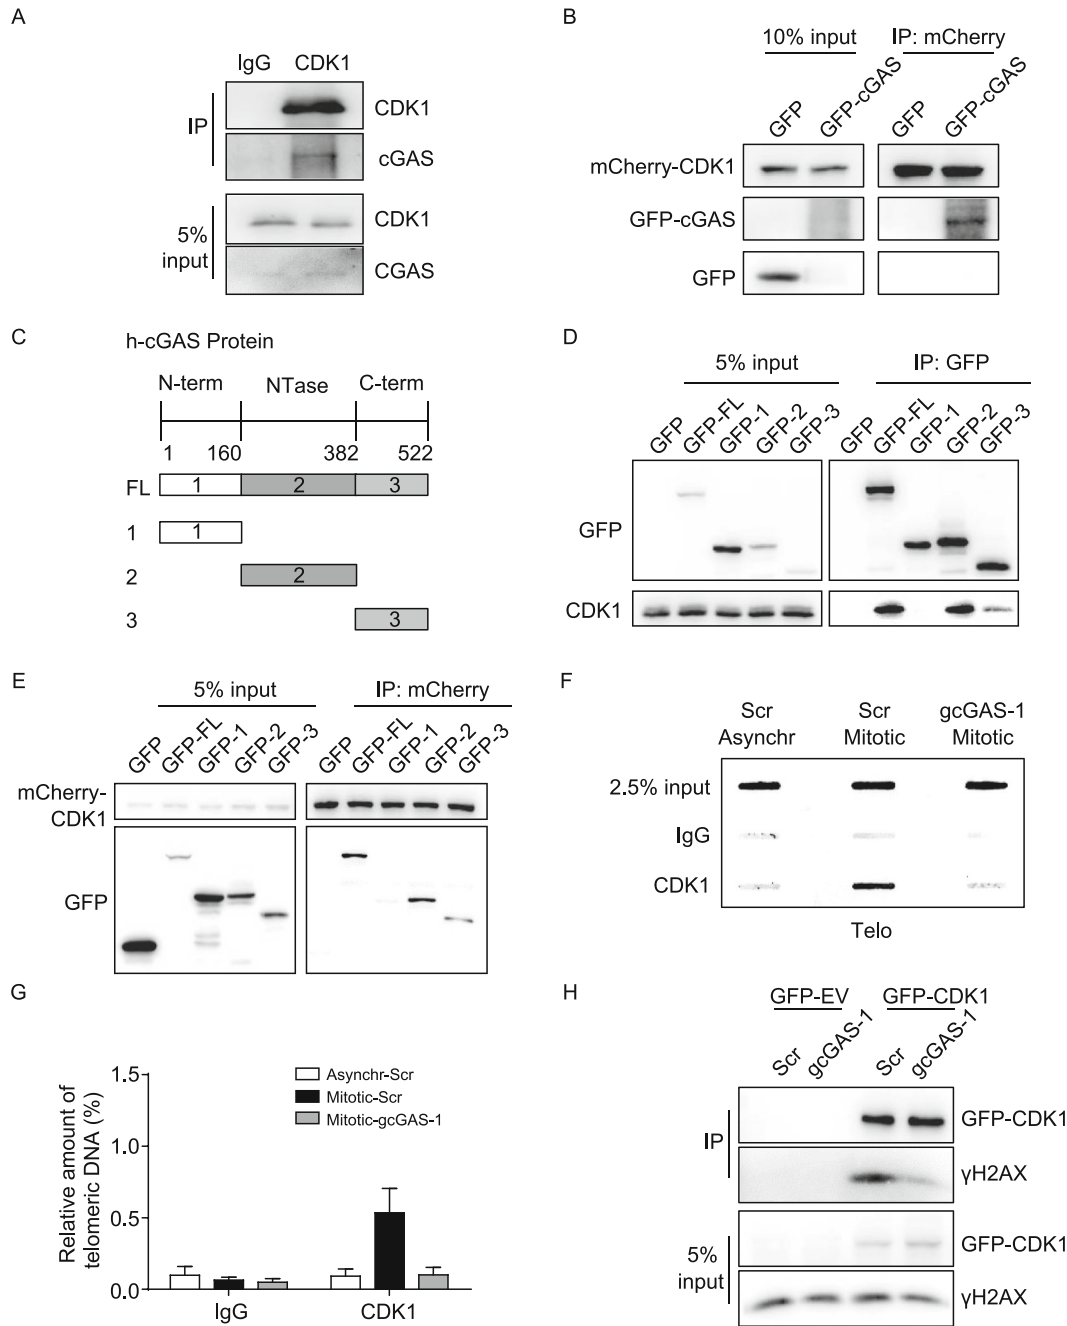 A
IgG CDK1
IP
CDK1
cGAS
5% input
CDK1
CGAS
B
10% input IP: mCherry
GFP GFP-cGAS GFP GFP-cGAS
mCherry-CDK1
GFP-cGAS
GFP
C
h-cGAS Protein
N-term NTase C-term
1 160 382 522
FL 1 2 3
1 1
2 2
3 3
D
5% input IP: GFP
GFP GFP-FL GFP-1 GFP-2 GFP-3 GFP GFP-FL GFP-1 GFP-2 GFP-3
GFP
CDK1
E
5% input IP: mCherry
GFP GFP-FL GFP-1 GFP-2 GFP-3 GFP GFP-FL GFP-1 GFP-2 GFP-3
mCherry-
CDK1
GFP
F
Scr Scr gcGAS-1
Asynchr Mitotic Mitotic
2.5% input
IgG
CDK1
Telo
G
Relative amount of
telomeric DNA (%)
1.5
1.0
0.5
0.0
Asynchr-Scr
Mitotic-Scr
Mitotic-gcGAS-1
IgG CDK1
H
GFP-EV GFP-CDK1
Scr gcGAS-1 Scr gcGAS-1
IP
GFP-CDK1
γH2AX
5%
input
GFP-CDK1
γH2AX